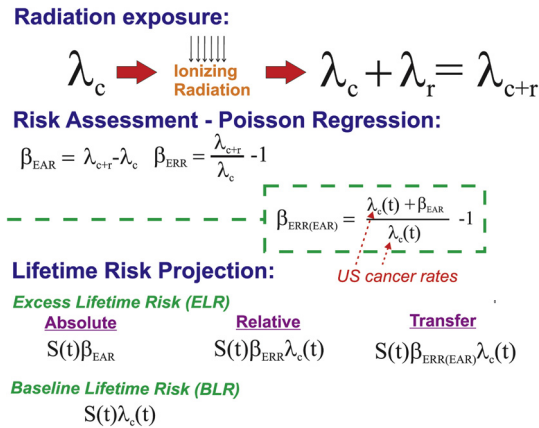 Radiation exposure:
λc Ionizing Radiation λc + λr = λc+r
Risk Assessment - Poisson Regression:
βEAR = λc+r-λc βERR = λc+r/λc -1
βERR(EAR) = λc(t) + βEAR/λc(t) -1
US cancer rates
Lifetime Risk Projection:
Excess Lifetime Risk (ELR)
Absolute Relative Transfer
S(t)βEAR S(t)βERRλc(t) S(t)βERR(EAR)λc(t)
Baseline Lifetime Risk (BLR)
S(t)λc(t)